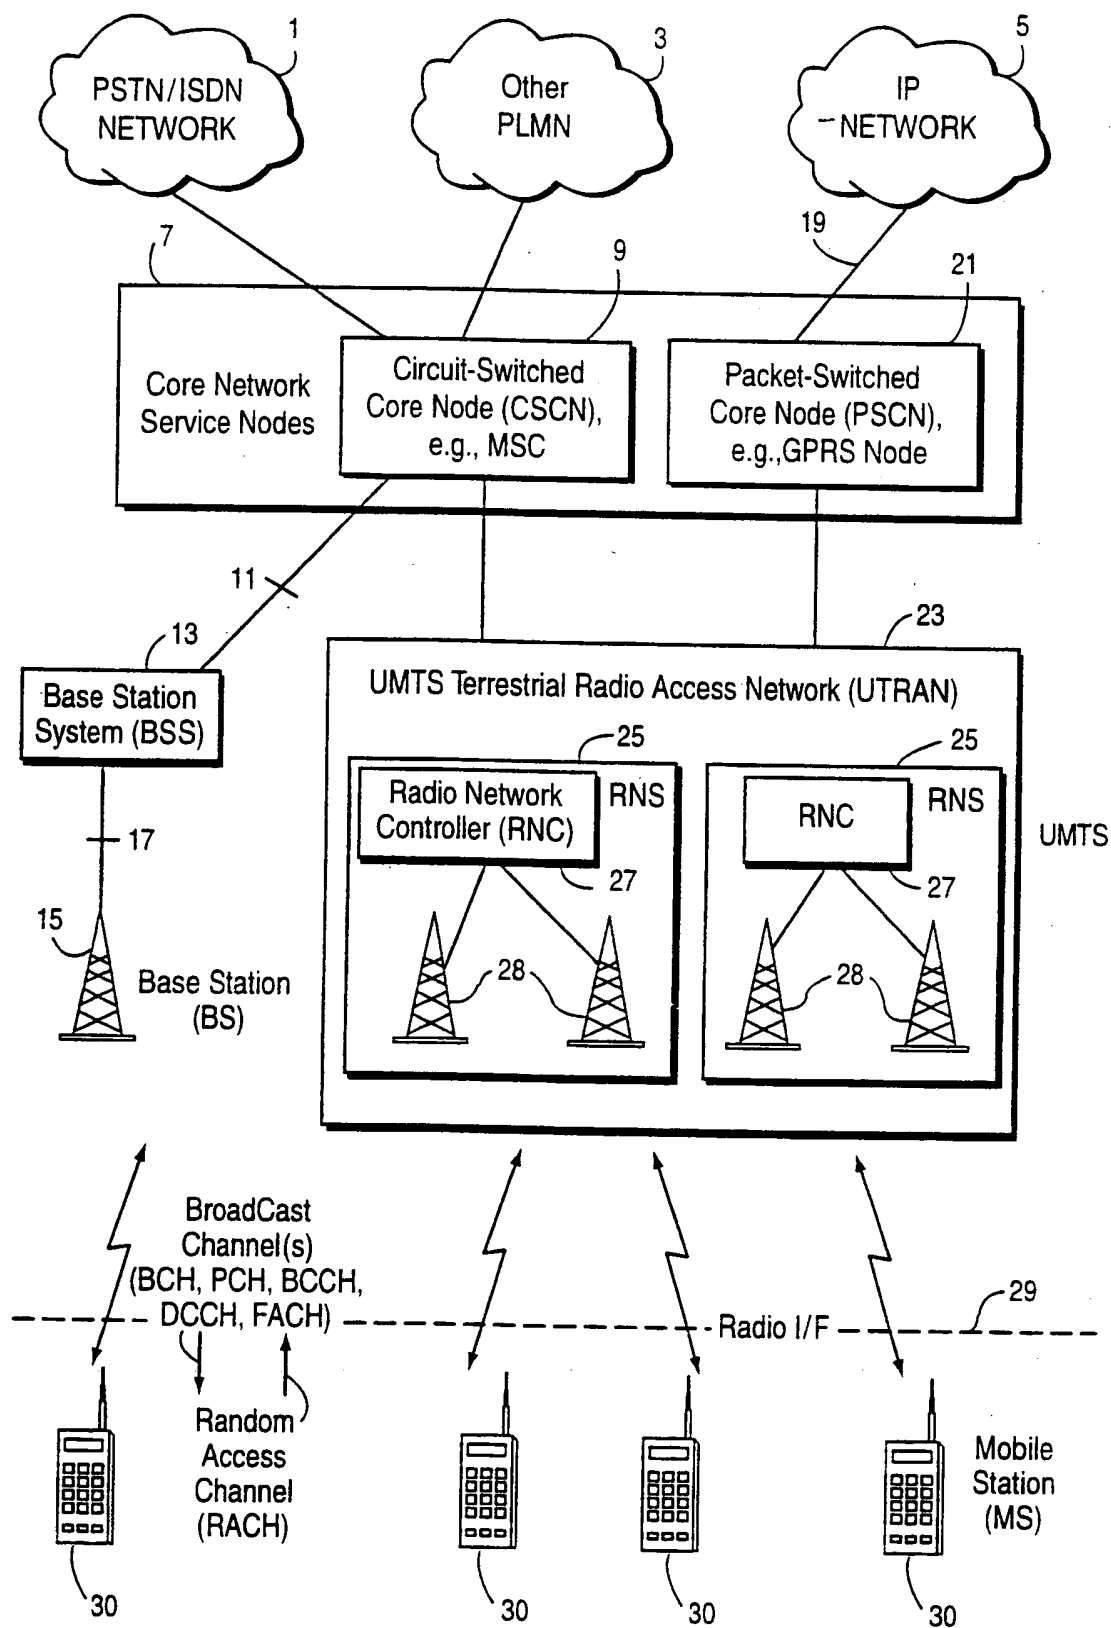 1
3
5
PSTN/ISDN
NETWORK
Other
PLMN
IP
NETWORK
7
9
19
21
Core Network
Service Nodes
Circuit-Switched
Core Node (CSCN),
e.g., MSC
Packet-Switched
Core Node (PSCN),
e.g.,GPRS Node
11
13
23
Base Station
System (BSS)
UMTS Terrestrial Radio Access Network (UTRAN)
25
25
Radio Network
Controller (RNC)
RNS
RNC
RNS
UMTS
17
27
27
15
Base Station
(BS)
28
28
BroadCast
Channel(s)
(BCH, PCH, BCCH,
DCCH, FACH)
Radio I/F
29
Random
Access
Channel
(RACH)
Mobile
Station
(MS)
30
30
30
30